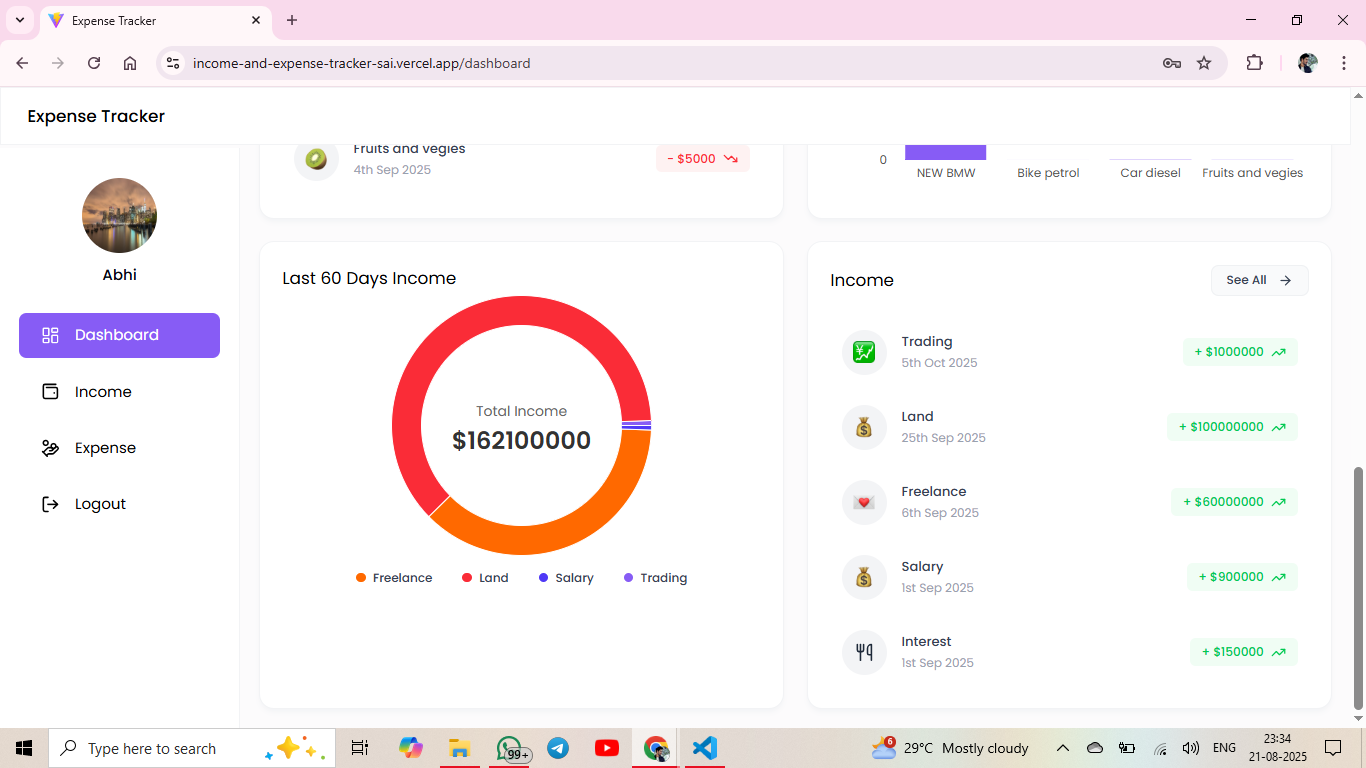 Expense Tracker
income-and-expense-tracker-sai.vercel.app/dashboard
Expense Tracker
Abhi
Dashboard
Income
Expense
Logout
Fruits and vegies
4th Sep 2025
- $5000
0
NEW BMW
Bike petrol
Car diesel
Fruits and vegies
Last 60 Days Income
Total Income
$162100000
Freelance
Land
Salary
Trading
Income
See All
Trading
5th Oct 2025
+ $1000000
Land
25th Sep 2025
+ $100000000
Freelance
6th Sep 2025
+ $60000000
Salary
1st Sep 2025
+ $900000
Interest
1st Sep 2025
+ $150000
Type here to search
99+
6
29°C Mostly cloudy
ENG
23:34
21-08-2025